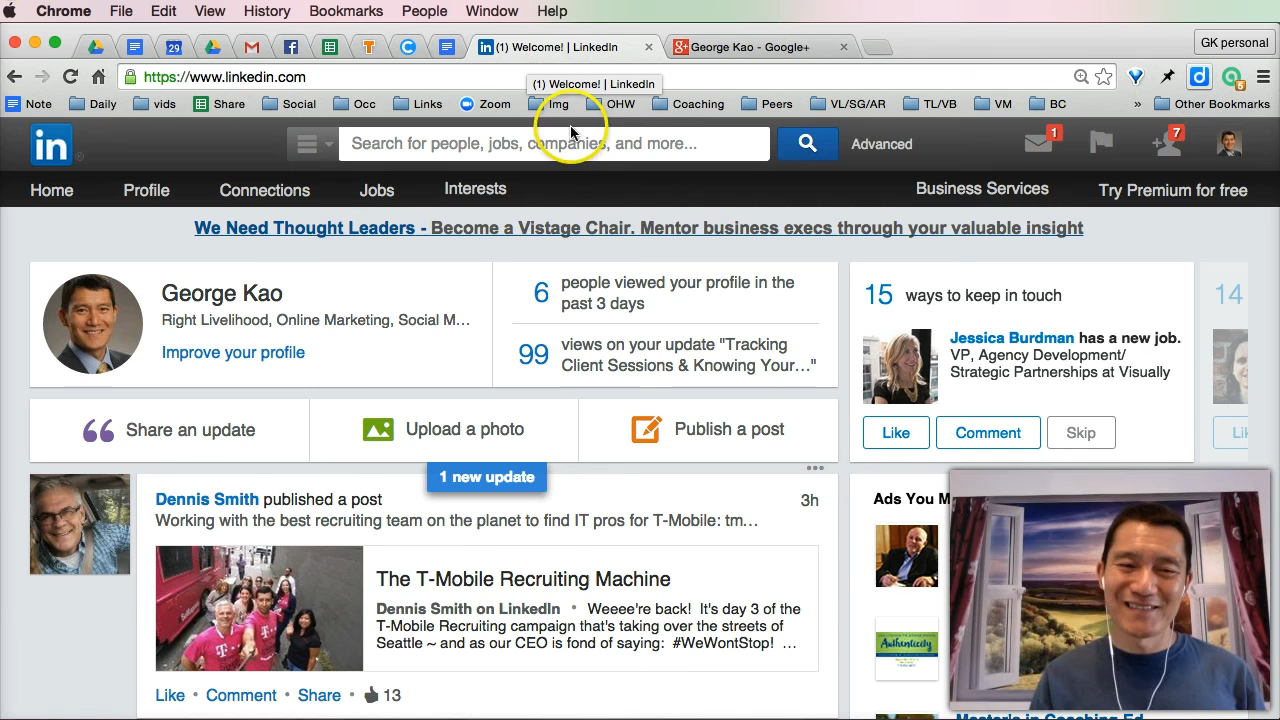 Chrome File Edit View History Bookmarks People Window Help
29
(1) Welcome! | LinkedIn
George Kao - Google+
GK personal
https://www.linkedin.com
(1) Welcome! | LinkedIn
Note Daily vids Share Social Occ Links Zoom Img OHW Coaching Peers VL/SG/AR TL/VB VM BC » Other Bookmarks
in
Search for people, jobs, companies, and more...
Advanced
1
7
Home Profile Connections Jobs Interests Business Services Try Premium for free
We Need Thought Leaders - Become a Vistage Chair. Mentor business execs through your valuable insight
George Kao
Right Livelihood, Online Marketing, Social M...
Improve your profile
6 people viewed your profile in the
past 3 days
99 views on your update "Tracking
Client Sessions & Knowing Your..."
15 ways to keep in touch
14
Jessica Burdman has a new job.
VP, Agency Development/
Strategic Partnerships at Visually
Like Comment Skip
Share an update
Upload a photo
Publish a post
1 new update
Dennis Smith published a post
3h
Working with the best recruiting team on the planet to find IT pros for T-Mobile: tm...
The T-Mobile Recruiting Machine
Dennis Smith on LinkedIn • Weeee're back! It's day 3 of the
T-Mobile Recruiting campaign that's taking over the streets of
Seattle ~ and as our CEO is fond of saying: #WeWontStop! ...
Like • Comment • Share • 13
Ads You M
Authenticity
Master's in Coaching Ed